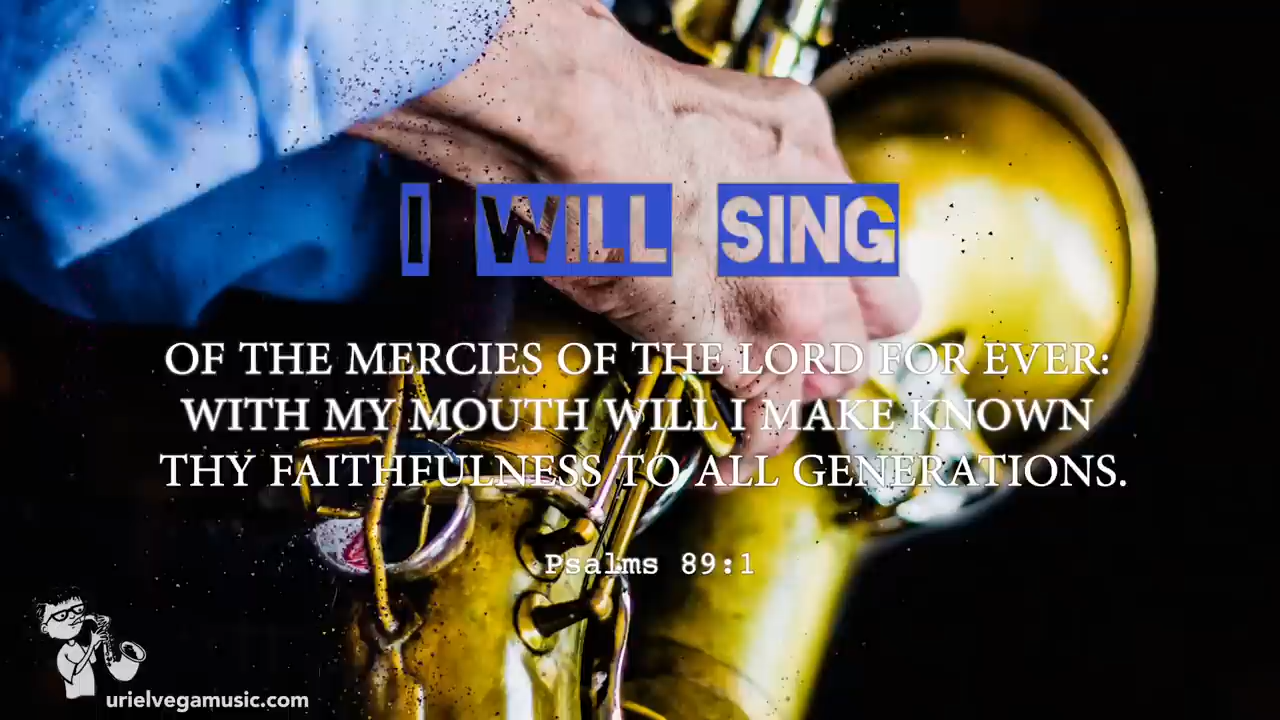 I WILL SING
OF THE MERCIES OF THE LORD FOR EVER:
WITH MY MOUTH WILL I MAKE KNOWN
THY FAITHFULNESS TO ALL GENERATIONS.
Psalms 89:1
urielvegamusic.com